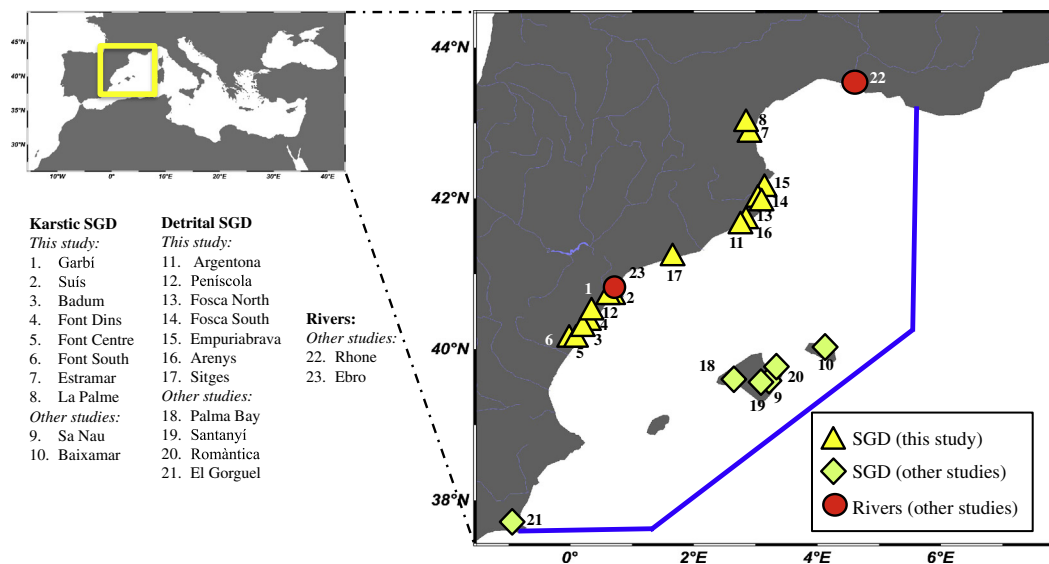 45°N
40°N
35°N
30°N
10°W
0°
10°E
20°E
30°E
40°E
Karstic SGD
This study:
1. Garbí
2. Suís
3. Badum
4. Font Dins
5. Font Centre
6. Font South
7. Estramar
8. La Palme
Other studies:
9. Sa Nau
10. Baixamar
Detrital SGD
This study:
11. Argentona
12. Peníscola
13. Fosca North
14. Fosca South
15. Empuriabrava
16. Arenys
17. Sitges
Other studies:
18. Palma Bay
19. Santanyí
20. Romàntica
21. El Gorguel
Rivers:
Other studies:
22. Rhone
23. Ebro
44°N
42°N
40°N
38°N
0°
2°E
4°E
6°E
22
8
7
15
14
13
16
11
17
23
1
2
12
4
3
6
5
10
18
20
19
9
21
SGD (this study)
SGD (other studies)
Rivers (other studies)